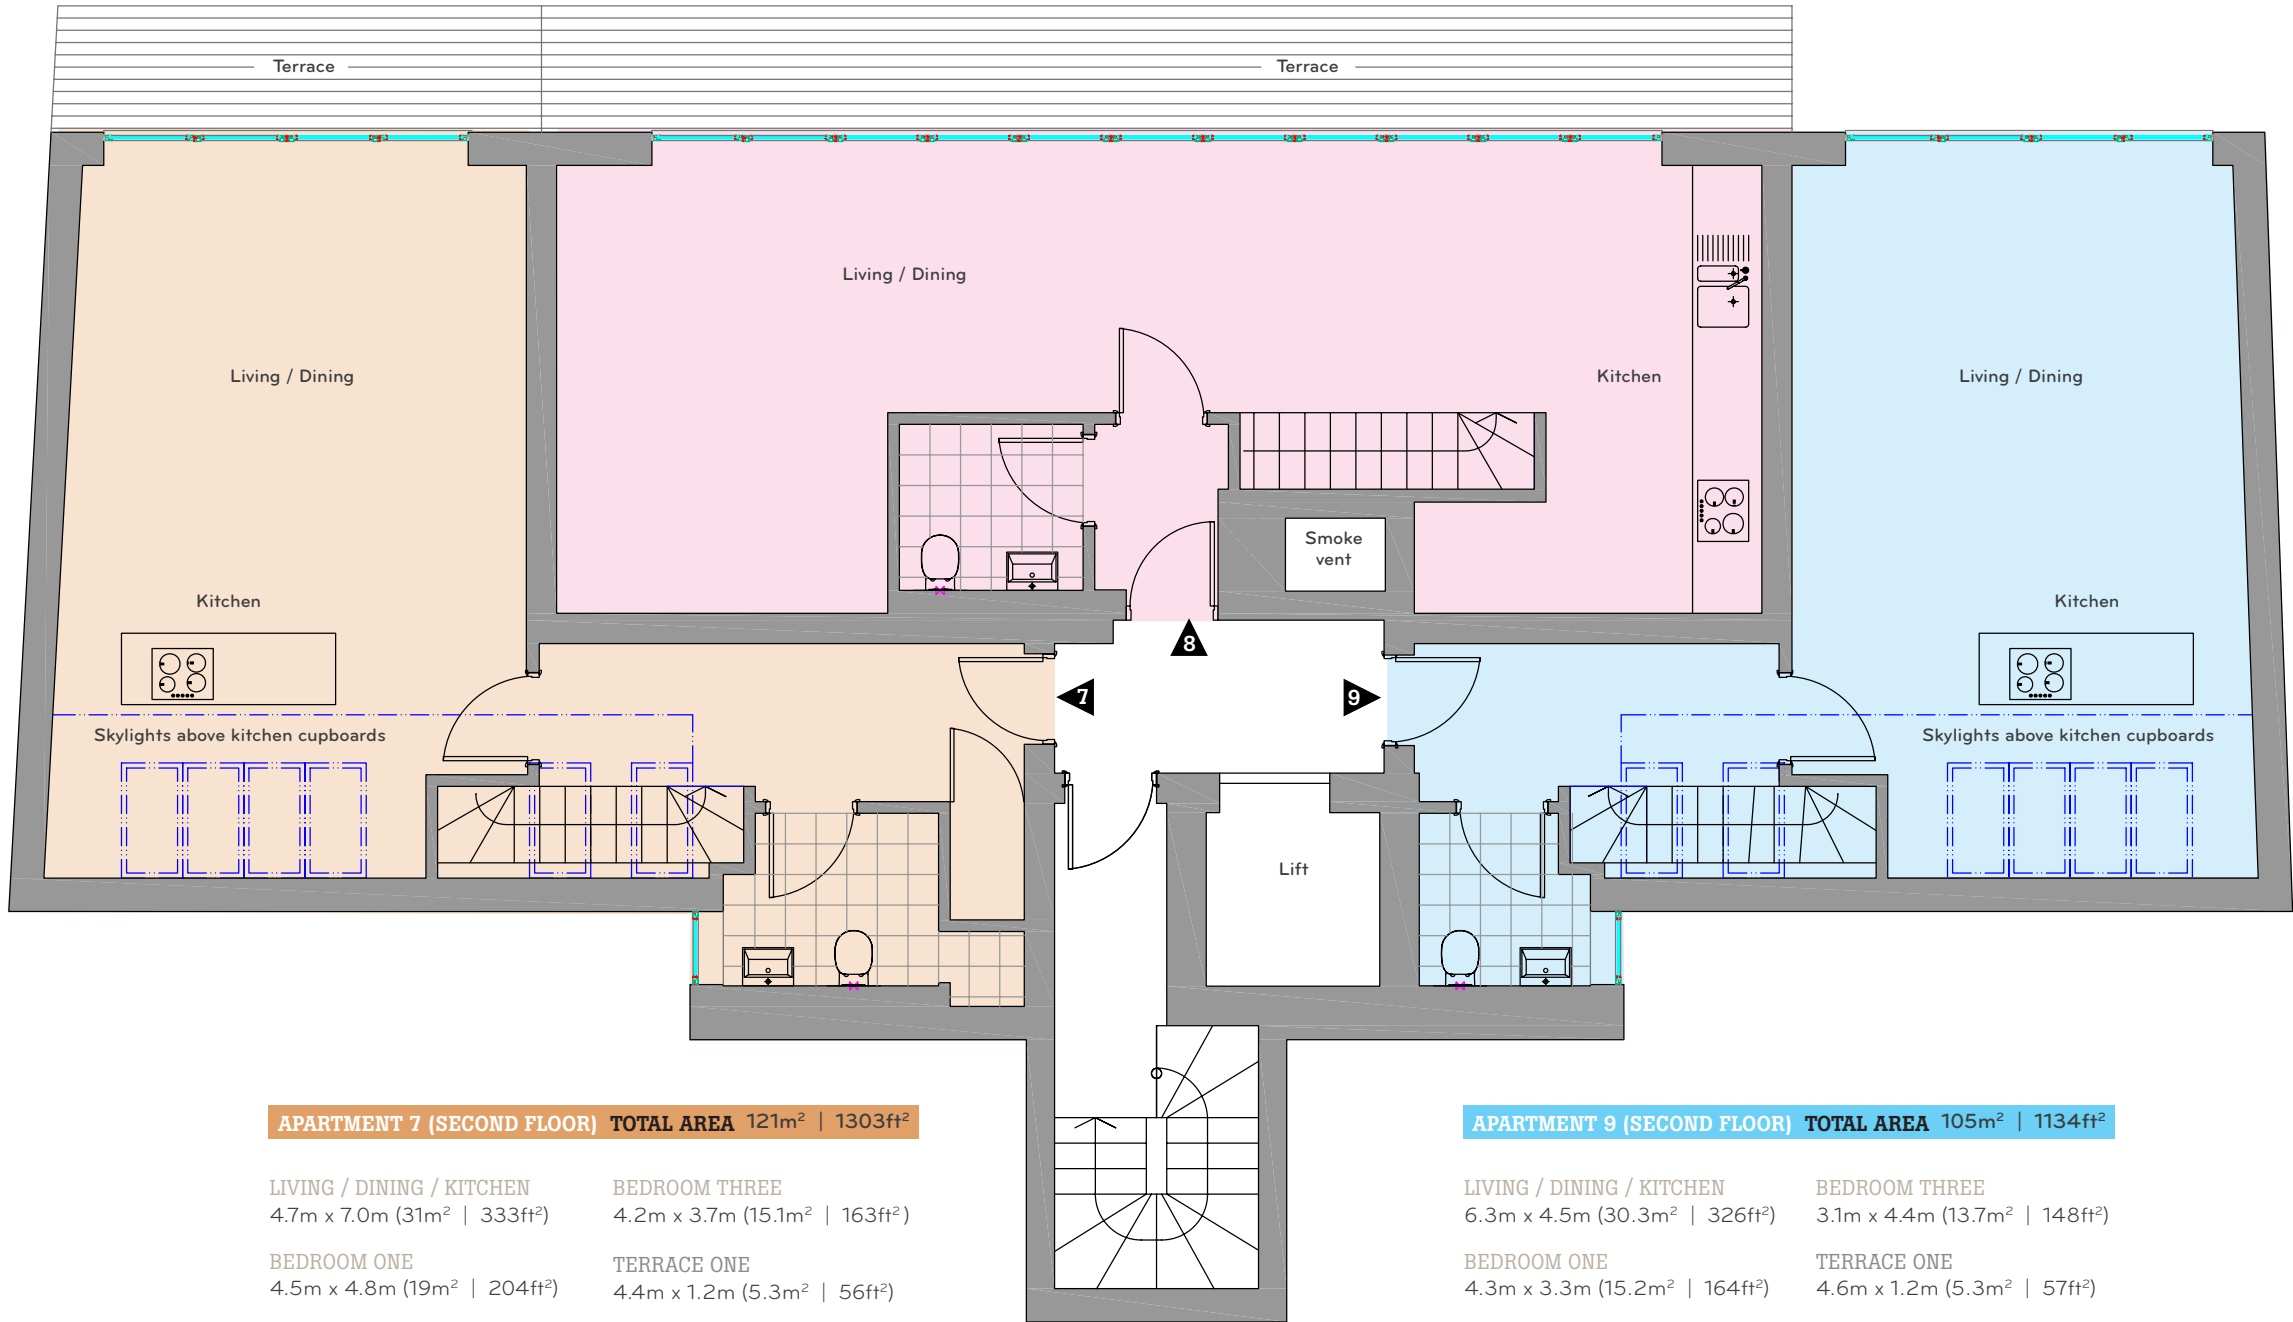 Terrace
Terrace
Living / Dining
Living / Dining
Kitchen
Living / Dining
Smoke
vent
Kitchen
Kitchen
8
7
9
Skylights above kitchen cupboards
Skylights above kitchen cupboards
Lift
APARTMENT 7 (SECOND FLOOR) TOTAL AREA 121m² | 1303ft²
LIVING / DINING / KITCHEN
4.7m x 7.0m (31m² | 333ft²)
BEDROOM ONE
4.5m x 4.8m (19m² | 204ft²)
BEDROOM THREE
4.2m x 3.7m (15.1m² | 163ft²)
TERRACE ONE
4.4m x 1.2m (5.3m² | 56ft²)
APARTMENT 9 (SECOND FLOOR) TOTAL AREA 105m² | 1134ft²
LIVING / DINING / KITCHEN
6.3m x 4.5m (30.3m² | 326ft²)
BEDROOM ONE
4.3m x 3.3m (15.2m² | 164ft²)
BEDROOM THREE
3.1m x 4.4m (13.7m² | 148ft²)
TERRACE ONE
4.6m x 1.2m (5.3m² | 57ft²)